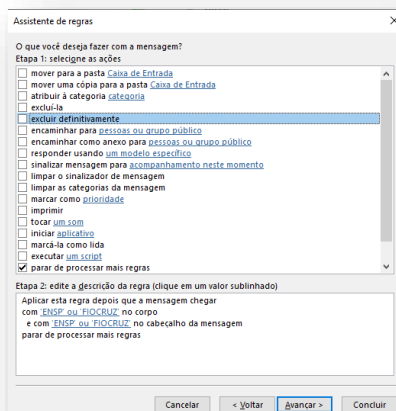 Assistente de regras
O que você deseja fazer com a mensagem?
Etapa 1: selecione as ações
mover para a pasta Caixa de Entrada
mover uma cópia para a pasta Caixa de Entrada
atribuir à categoria categoria
excluí-la
excluir definitivamente
encaminhar para pessoas ou grupo público
encaminhar como anexo para pessoas ou grupo público
responder usando um modelo específico
sinalizar mensagem para acompanhamento neste momento
limpar o sinalizador de mensagem
limpar as categorias da mensagem
marcar como prioridade
imprimir
tocar um som
iniciar aplicativo
marcá-la como lida
executar um script
parar de processar mais regras
Etapa 2: edite a descrição da regra (clique em um valor sublinhado)
Aplicar esta regra depois que a mensagem chegar
com 'ENSP' ou 'FIOCRUZ' no corpo
e com 'ENSP' ou 'FIOCRUZ' no cabeçalho da mensagem
parar de processar mais regras
Cancelar < Voltar Avançar > Concluir